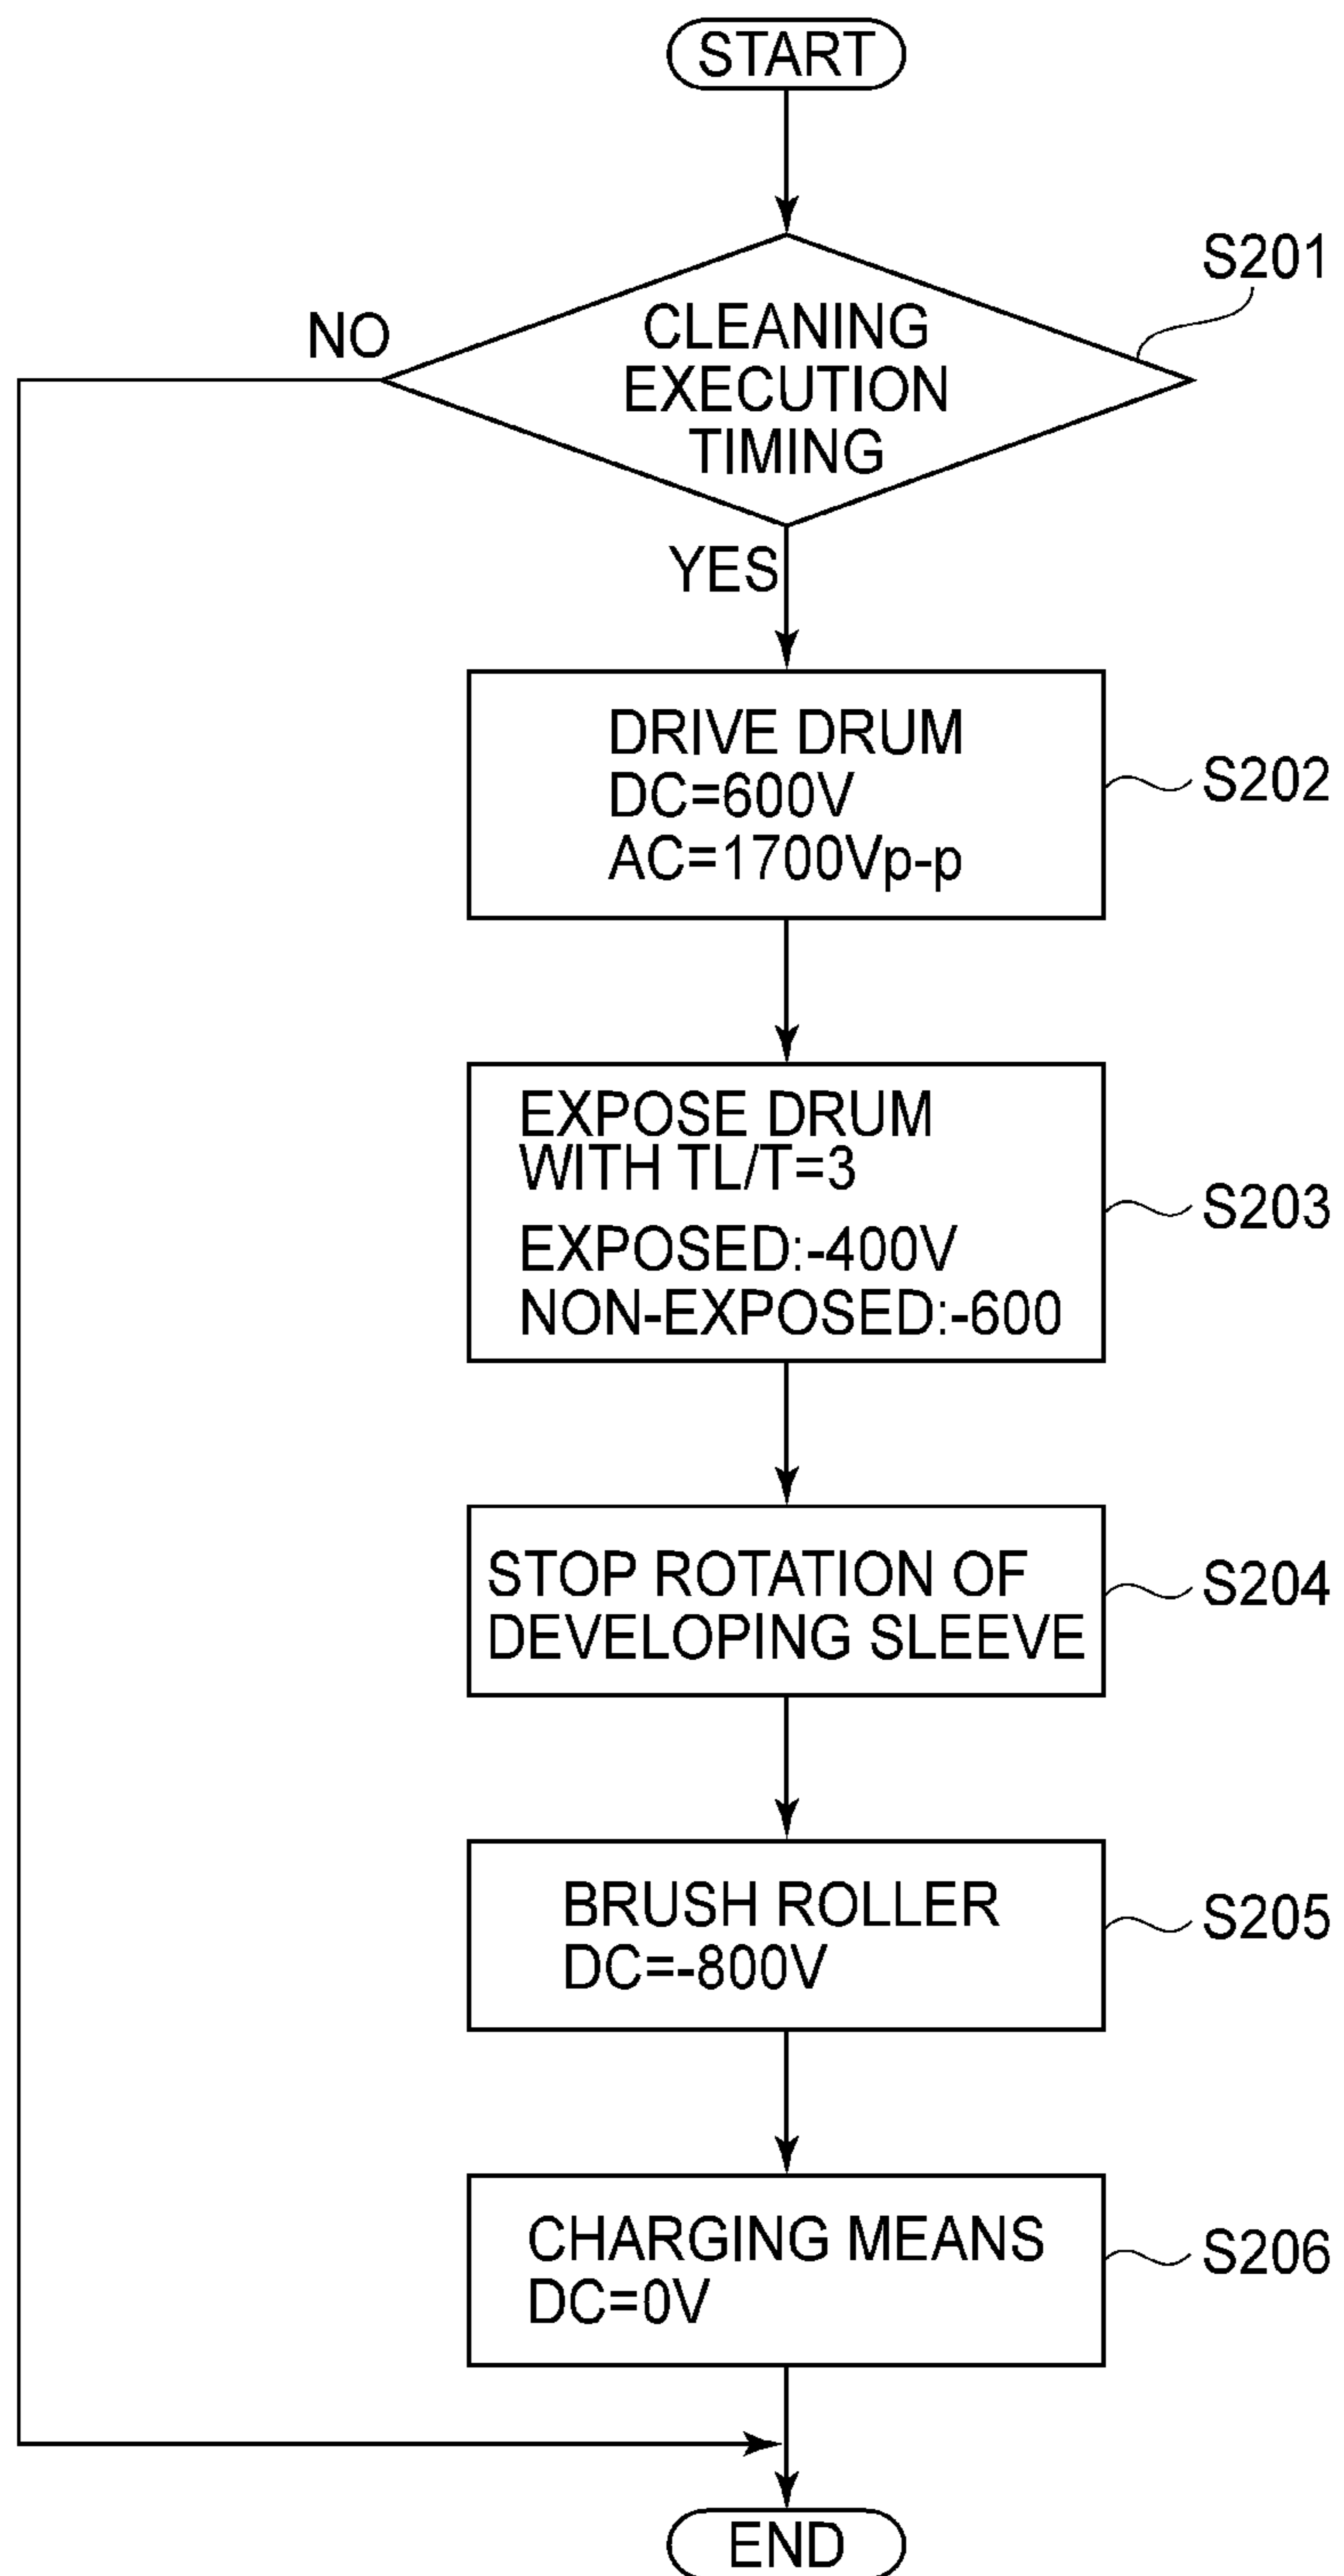 START
S201
NO
CLEANING
EXECUTION
TIMING
YES
DRIVE DRUM
DC=600V
AC=1700Vp-p
S202
EXPOSE DRUM
WITH TL/T=3
EXPOSED:-400V
NON-EXPOSED:-600
S203
STOP ROTATION OF
DEVELOPING SLEEVE
S204
BRUSH ROLLER
DC=-800V
S205
CHARGING MEANS
DC=0V
S206
END